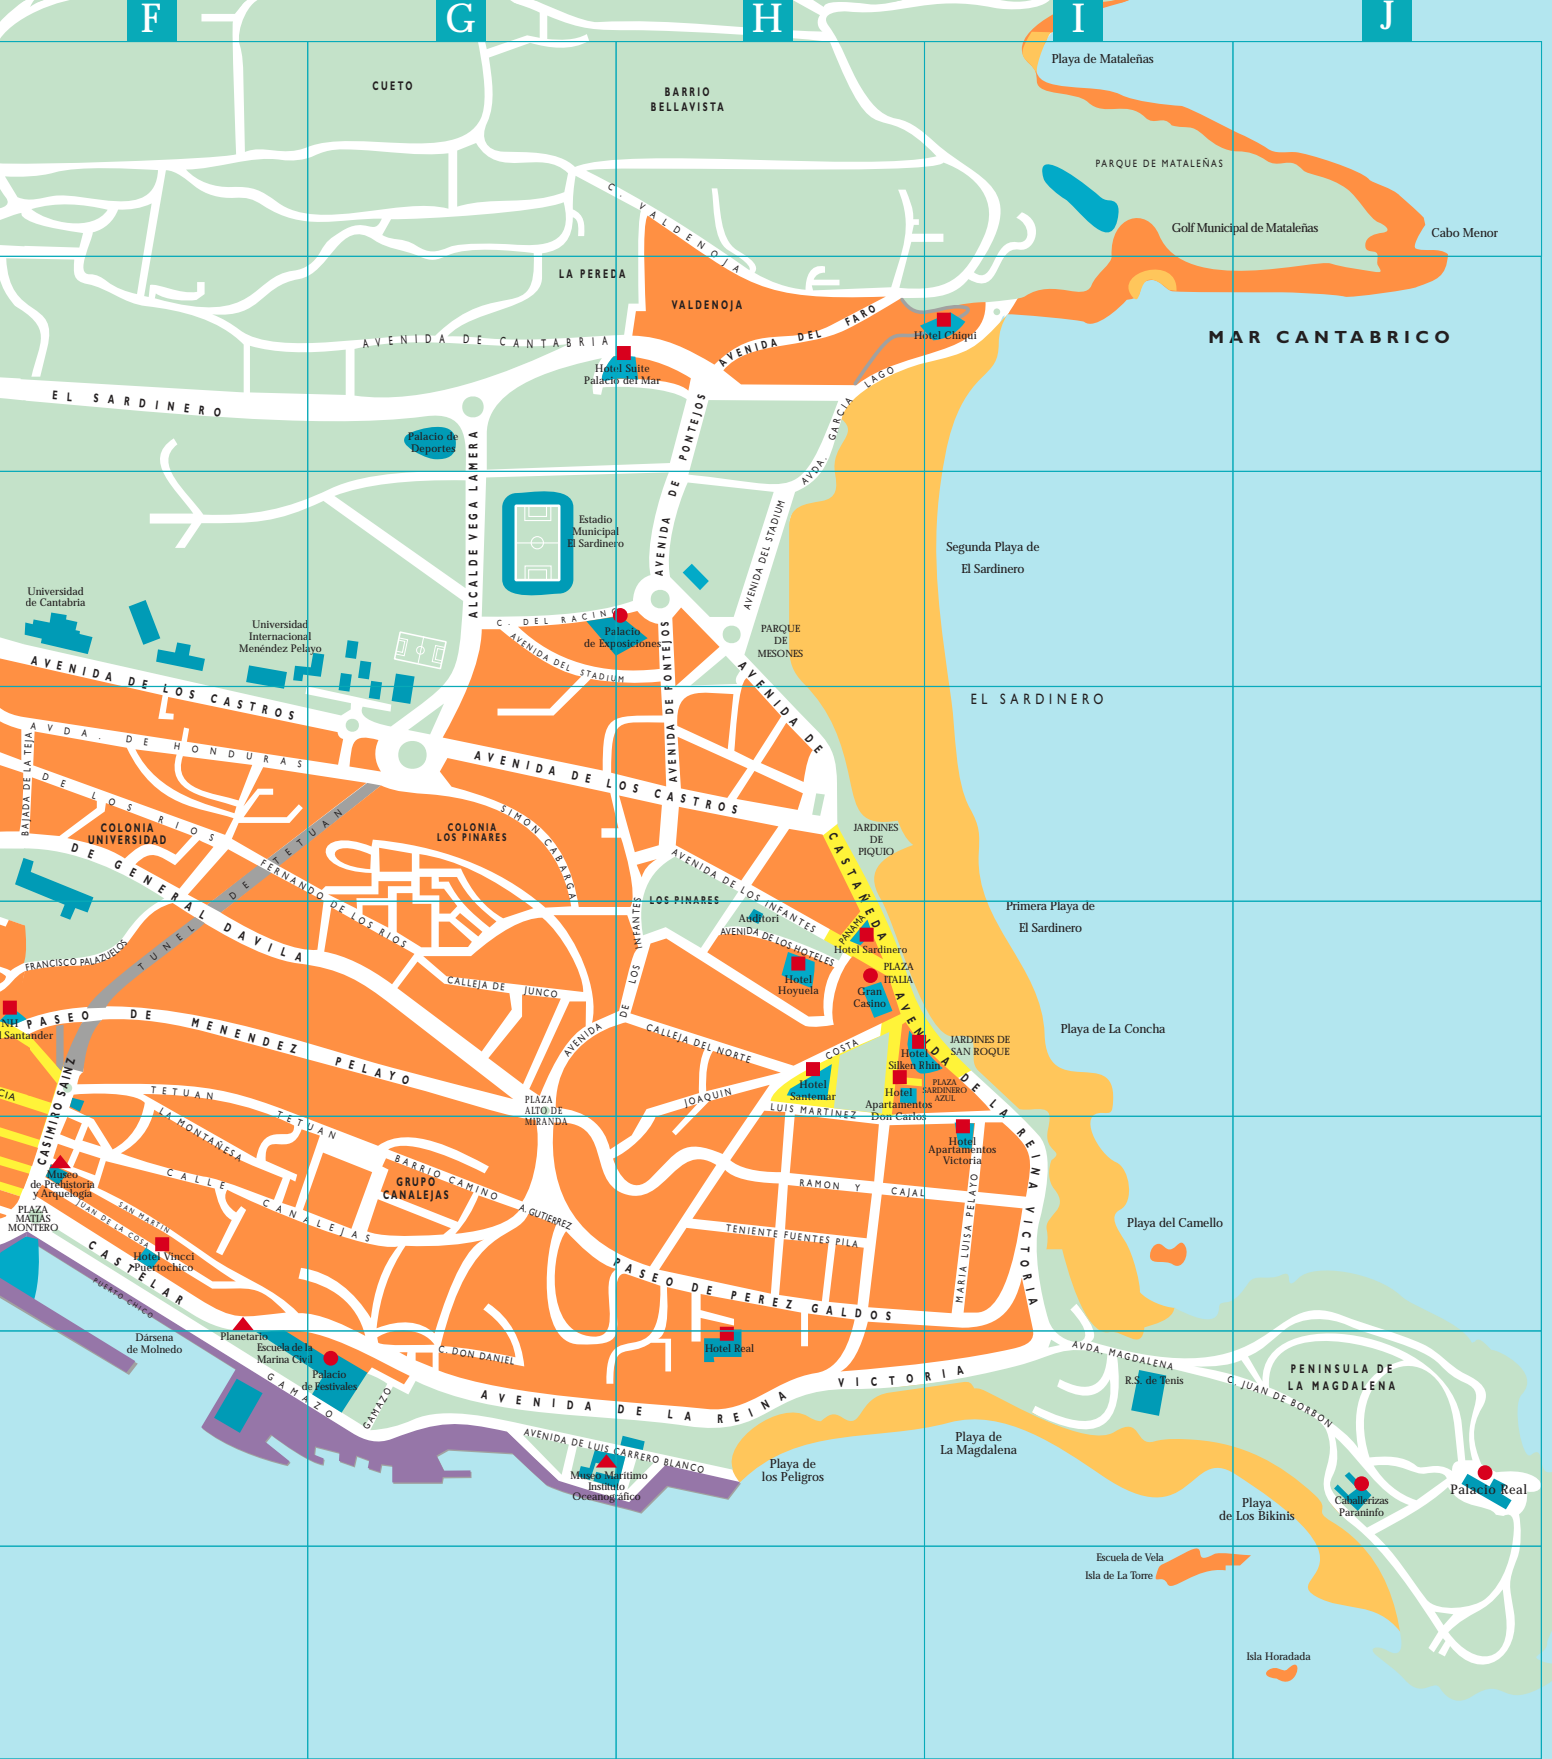 F
G
H
I
J
Playa de Mataleñas
CUETO
BARRIO
BELLAVISTA
PARQUE DE MATALEÑAS
C. VALDENOJA
Golf Municipal de Mataleñas
Cabo Menor
LA PEREDA
VALDENOJA
AVENIDA DEL FARO
Hotel Chiqui
MAR CANTABRICO
AVENIDA DE CANTABRIA
Hotel Suite
Palacio del Mar
AVDA. GARCIA LAGO
EL SARDINERO
Palacio de
Deportes
ALCALDE VEGA LAMERA
AVENIDA DE PONTEJOS
AVENIDA DEL STADIUM
Estadio
Municipal
El Sardinero
Segunda Playa de
El Sardinero
Universidad
de Cantabria
Universidad
Internacional
Menéndez Pelayo
C. DEL RACING
Palacio
de Exposiciones
AVENIDA DEL STADIUM
PARQUE
DE
MESONES
AVENIDA DE LOS CASTROS
AVENIDA DE PONTEJOS
EL SARDINERO
AVDA. DE HONDURAS
BAJADA DE LA TEJA
AVENIDA DE LOS CASTROS
AVENIDA DE
CASTAÑEDA
DE LOS RIOS
COLONIA
UNIVERSIDAD
COLONIA
LOS PINARES
SIMON CABARGA
JARDINES
DE
PIQUIO
DE GENERAL DAVILA
TUNEL DE TETUAN
FERNANDO DE LOS RIOS
AVENIDA DE LOS INFANTES
LOS PINARES
Auditori
AVENIDA DE LOS HOTELES
PANAMA
Hotel Sardinero
Primera Playa de
El Sardinero
FRANCISCO PALAZUELOS
CALLEJA DE JUNCO
AVENIDA DE LOS INFANTES
Hotel
Hoyuela
PLAZA
ITALIA
Gran
Casino
NH
l Santander
PASEO DE MENENDEZ PELAYO
CALLEJA DEL NORTE
JOAQUIN COSTA
AVENIDA DE LA REINA VICTORIA
JARDINES DE
SAN ROQUE
Playa de La Concha
Hotel
Silken Rhin
Hotel
Santemar
PLAZA
SARDINERO
AZUL
Hotel
Apartamentos
Don Carlos
CIA
CASIMIRO SAINZ
TETUAN
TETUAN
LA MONTAÑESA
PLAZA
ALTO DE
MIRANDA
LUIS MARTINEZ
Hotel
Apartamentos
Victoria
Museo
de Prehistoria
y Arquelogía
CALLE CANALEJAS
BARRIO CAMINO
GRUPO
CANALEJAS
A. GUTIERREZ
RAMON Y CAJAL
MARIA LUISA PELAYO
PLAZA
MATIAS
MONTERO
JUAN DE LA COSA
SAN MARTIN
Hotel Vincci
Puertochico
TENIENTE FUENTES PILA
Playa del Camello
CASTELAR
PUERTO CHICO
PASEO DE PEREZ GALDOS
Dársena
de Molnedo
Planetario
Escuela de la
Marina Civil
Palacio
de Festivales
C. DON DANIEL
Hotel Real
AVDA. MAGDALENA
PENINSULA DE
LA MAGDALENA
GAMAZO
GAMAZO
AVENIDA DE LA REINA VICTORIA
R.S. de Tenis
C. JUAN DE BORBON
AVENIDA DE LUIS CARRERO BLANCO
Museo Marítimo
Instituto
Oceanográfico
Playa de
los Peligros
Playa de
La Magdalena
Playa
de Los Bikinis
Caballerizas
Paraninfo
Palacio Real
Escuela de Vela
Isla de La Torre
Isla Horadada